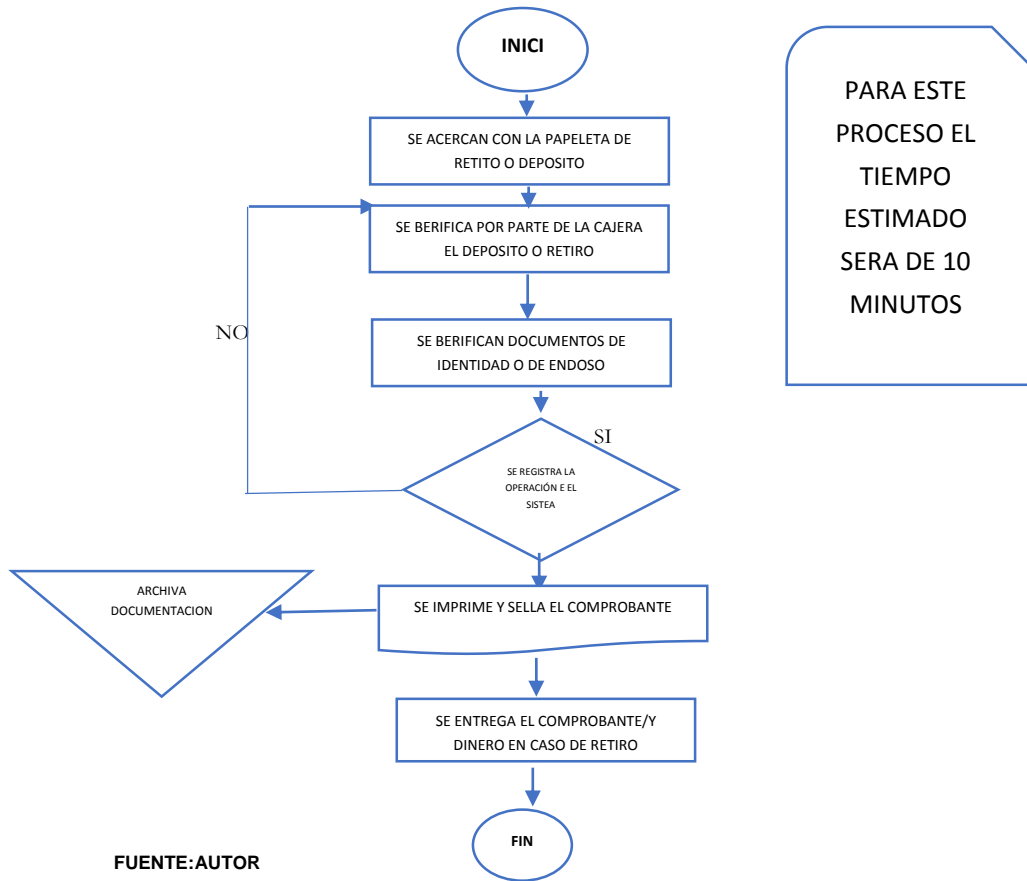 INICI
SE ACERCAN CON LA PAPELETA DE
RETITO O DEPOSITO
SE BERIFICA POR PARTE DE LA CAJERA
EL DEPOSITO O RETIRO
NO
SE BERIFICAN DOCUMENTOS DE
IDENTIDAD O DE ENDOSO
SI
SE REGISTRA LA
OPERACIÓN E EL
SISTEA
SE IMPRIME Y SELLA EL COMPROBANTE
ARCHIVA
DOCUMENTACION
SE ENTREGA EL COMPROBANTE/Y
DINERO EN CASO DE RETIRO
FIN
PARA ESTE
PROCESO EL
TIEMPO
ESTIMADO
SERA DE 10
MINUTOS
FUENTE:AUTOR